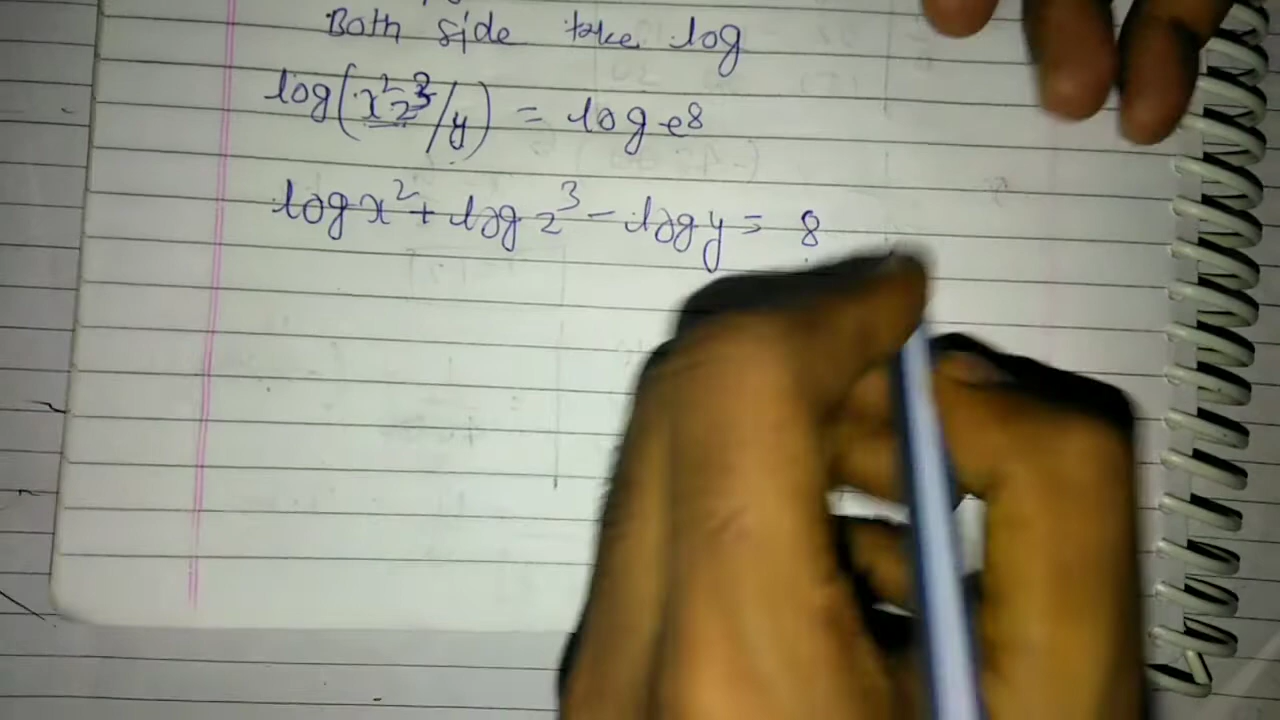 Both side take log
log(x²z³/y) = log e8
log x² + log z³ - log y = 8